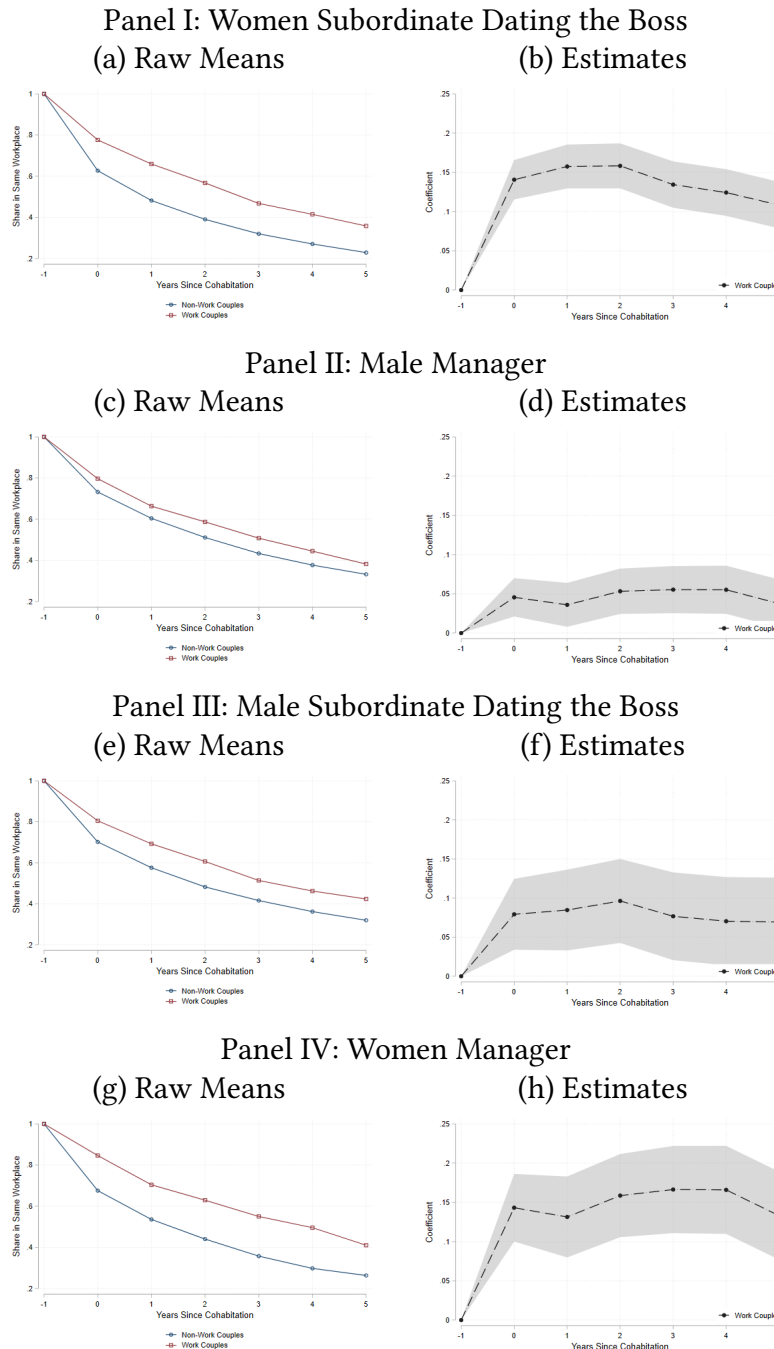 Panel I: Women Subordinate Dating the Boss
(a) Raw Means
(b) Estimates
Share in Same Workplace
1
.8
.6
.4
.2
-1 0 1 2 3 4 5
Years Since Cohabitation
Non-Work Couples
Work Couples
Coefficient
.25
.2
.15
.1
.05
0
-1 0 1 2 3 4
Years Since Cohabitation
Work Couple
Panel II: Male Manager
(c) Raw Means
(d) Estimates
Share in Same Workplace
1
.8
.6
.4
.2
-1 0 1 2 3 4 5
Years Since Cohabitation
Non-Work Couples
Work Couples
Coefficient
.25
.2
.15
.1
.05
0
-1 0 1 2 3 4
Years Since Cohabitation
Work Couple
Panel III: Male Subordinate Dating the Boss
(e) Raw Means
(f) Estimates
Share in Same Workplace
1
.8
.6
.4
.2
-1 0 1 2 3 4 5
Years Since Cohabitation
Non-Work Couples
Work Couples
Coefficient
.25
.2
.15
.1
.05
0
-1 0 1 2 3 4
Years Since Cohabitation
Work Couple
Panel IV: Women Manager
(g) Raw Means
(h) Estimates
Share in Same Workplace
1
.8
.6
.4
.2
-1 0 1 2 3 4 5
Years Since Cohabitation
Non-Work Couples
Work Couples
Coefficient
.25
.2
.15
.1
.05
0
-1 0 1 2 3 4
Years Since Cohabitation
Work Couple